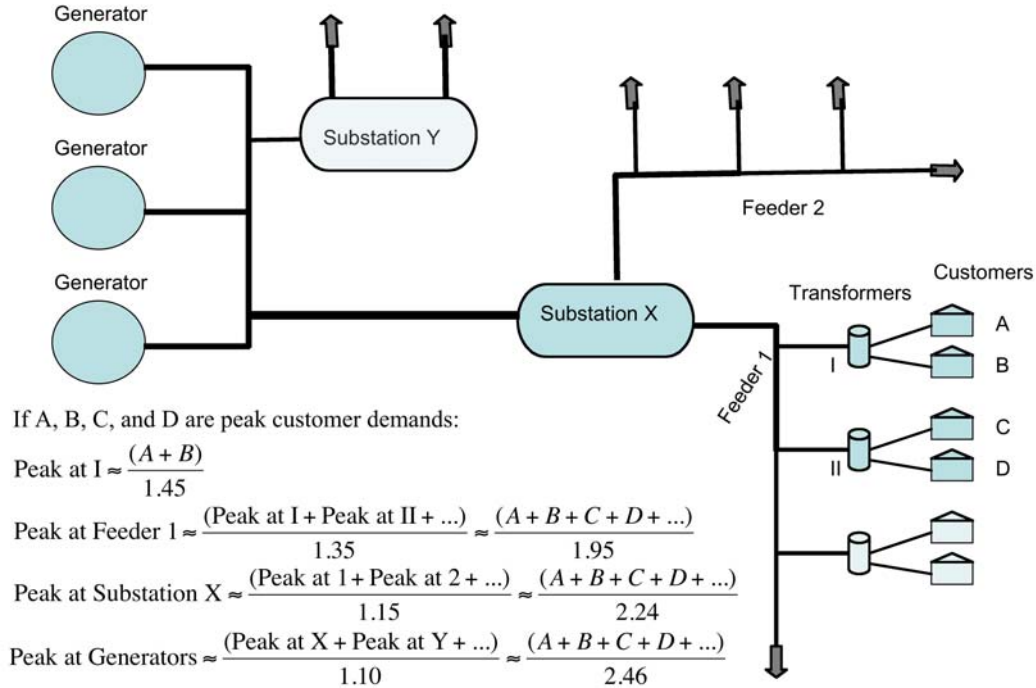 Generator
Generator
Generator
Substation Y
Feeder 2
Substation X
Feeder 1
Transformers
Customers
I
II
A
B
C
D
If A, B, C, and D are peak customer demands:
Peak at I ≈ (A + B) / 1.45
Peak at Feeder 1 ≈ (Peak at I + Peak at II + ...) / 1.35 ≈ (A + B + C + D + ...) / 1.95
Peak at Substation X ≈ (Peak at 1 + Peak at 2 + ...) / 1.15 ≈ (A + B + C + D + ...) / 2.24
Peak at Generators ≈ (Peak at X + Peak at Y + ...) / 1.10 ≈ (A + B + C + D + ...) / 2.46